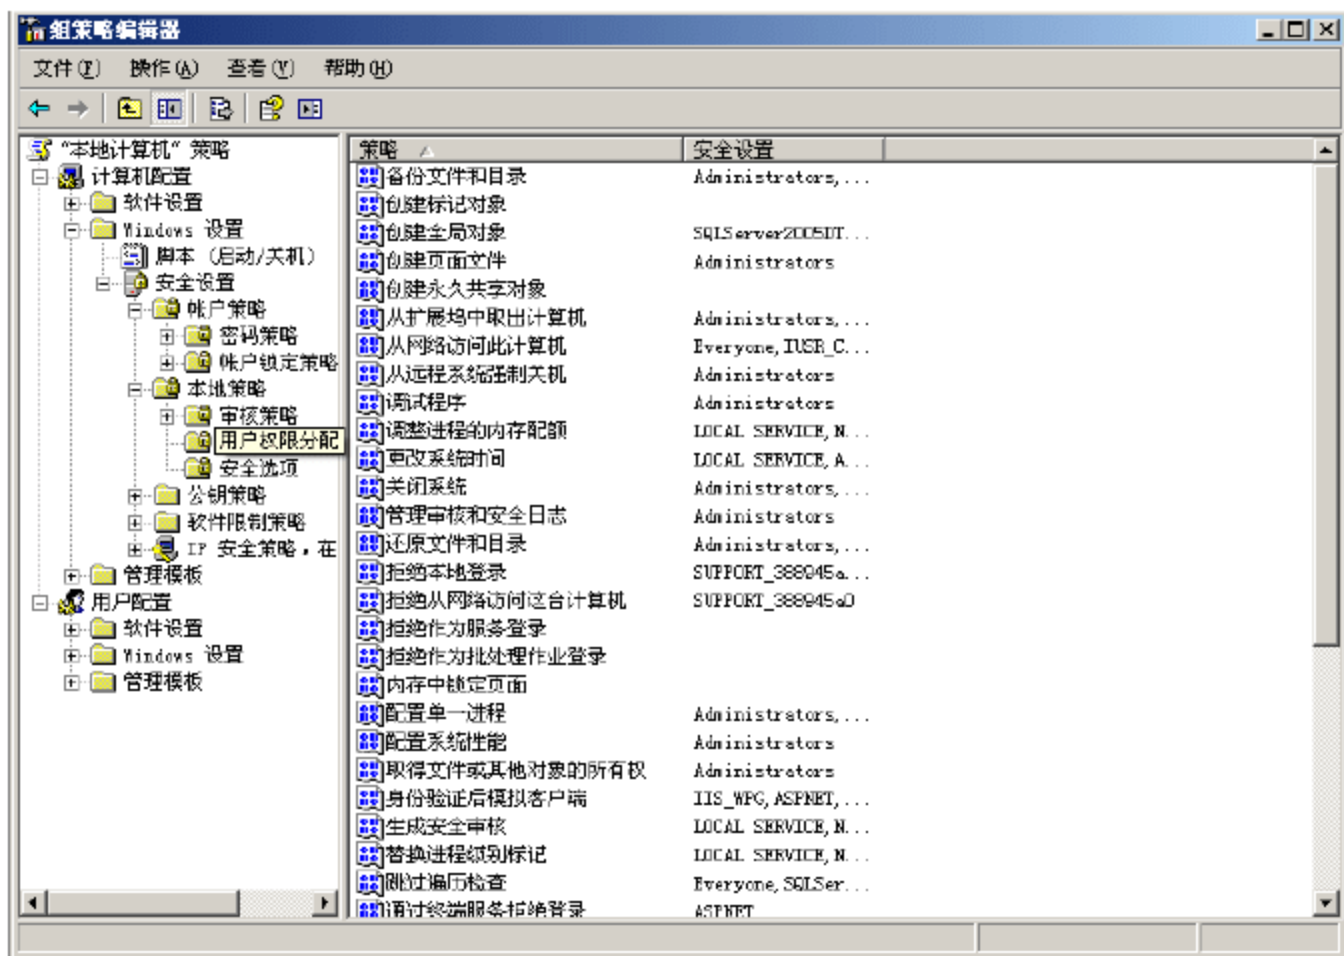 组策略编辑器
文件(F) 操作(A) 查看(V) 帮助(H)
"本地计算机" 策略
计算机配置
软件设置
Windows 设置
脚本 (启动/关机)
安全设置
帐户策略
密码策略
帐户锁定策略
本地策略
审核策略
用户权限分配
安全选项
公钥策略
软件限制策略
IP 安全策略，在
管理模板
用户配置
软件设置
Windows 设置
管理模板
策略 安全设置
备份文件和目录 Administrators,...
创建标记对象
创建全局对象 SQLServer2005DT...
创建页面文件 Administrators
创建永久共享对象
从扩展坞中取出计算机 Administrators,...
从网络访问此计算机 Everyone,IUSR_C...
从远程系统强制关机 Administrators
调试程序 Administrators
调整进程的内存配额 LOCAL SERVICE,N...
更改系统时间 LOCAL SERVICE,A...
关闭系统 Administrators,...
管理审核和安全日志 Administrators
还原文件和目录 Administrators,...
拒绝本地登录 SUPPORT_388945a...
拒绝从网络访问这台计算机 SUPPORT_388945a0
拒绝作为服务登录
拒绝作为批处理作业登录
内存中锁定页面
配置单一进程 Administrators,...
配置系统性能 Administrators
取得文件或其他对象的所有权 Administrators
身份验证后模拟客户端 IIS_WPG,ASPNET,...
生成安全审核 LOCAL SERVICE,N...
替换进程级别标记 LOCAL SERVICE,N...
跳过遍历检查 Everyone,SQLSer...
通过终端服务拒绝登录 ASPNET